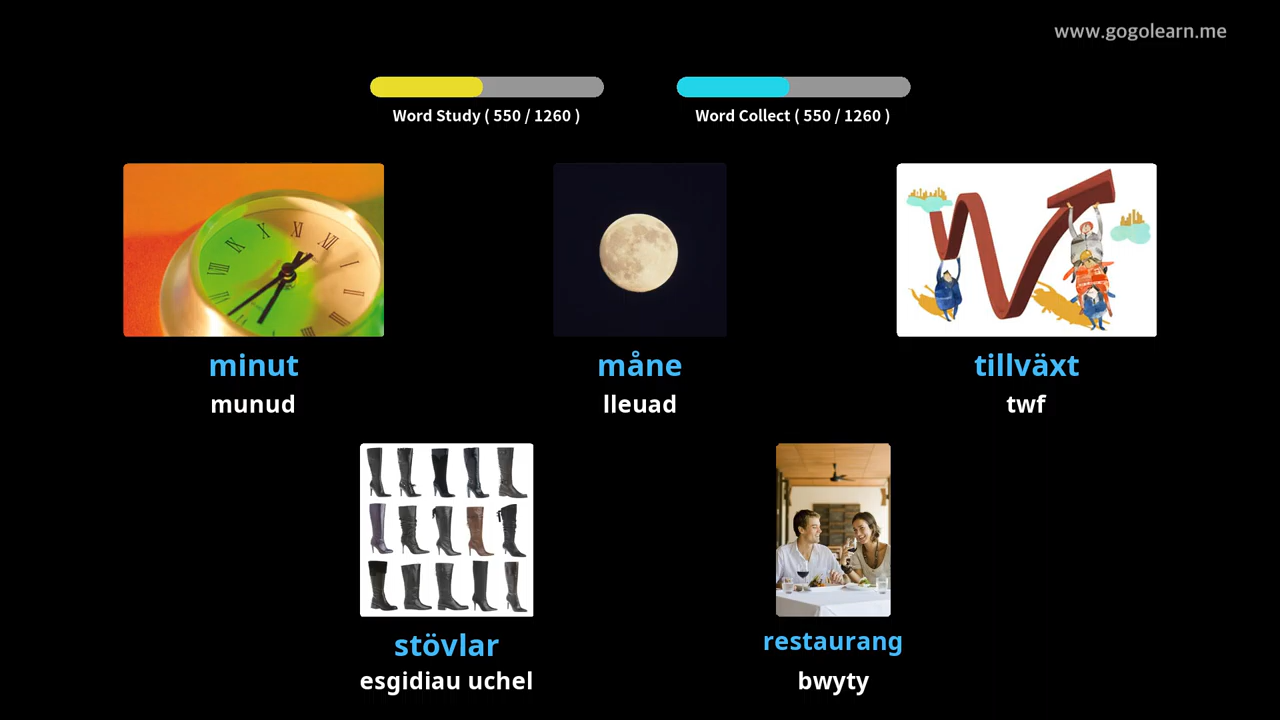 www.gogolearn.me
Word Study ( 550 / 1260 )
Word Collect ( 550 / 1260 )
minut
munud
måne
lleuad
tillväxt
twf
stövlar
esgidiau uchel
restaurang
bwyty